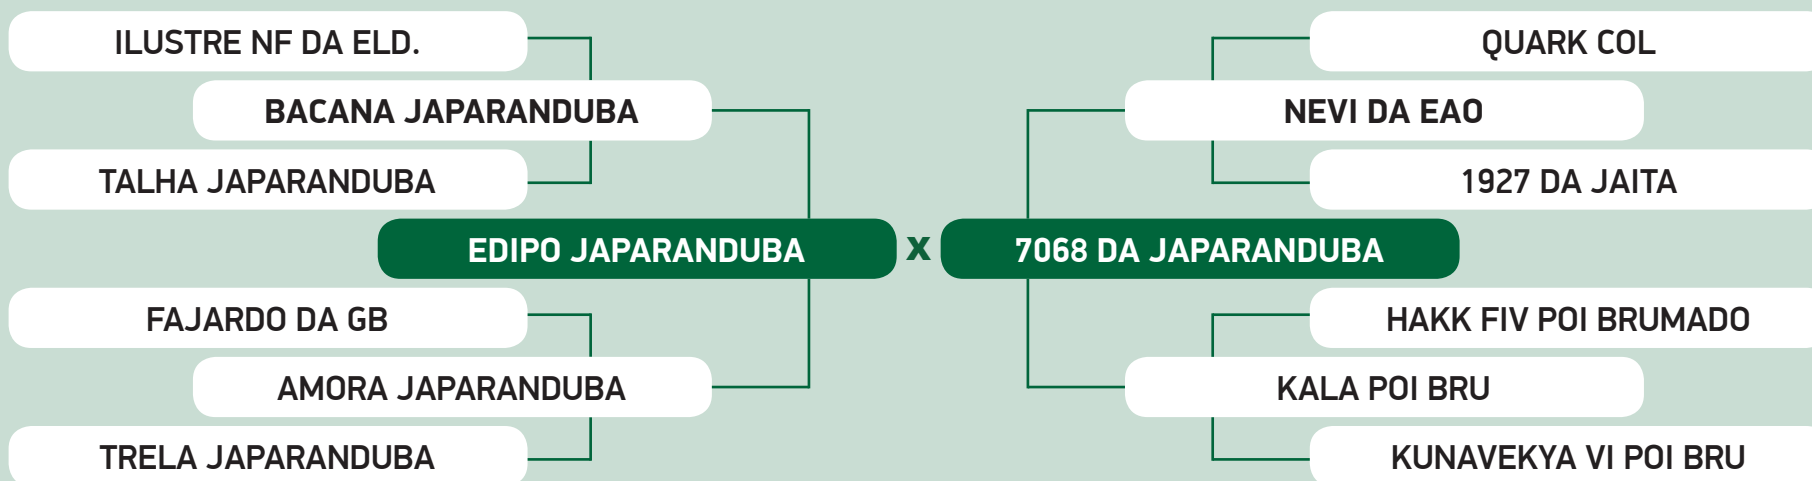 ILUSTRE NF DA ELD.
QUARK COL
BACANA JAPARANDUBA
NEVI DA EAO
TALHA JAPARANDUBA
1927 DA JAITA
EDIPO JAPARANDUBA x 7068 DA JAPARANDUBA
FAJARDO DA GB
HAKK FIV POI BRUMADO
AMORA JAPARANDUBA
KALA POI BRU
TRELA JAPARANDUBA
KUNAVEKYA VI POI BRU